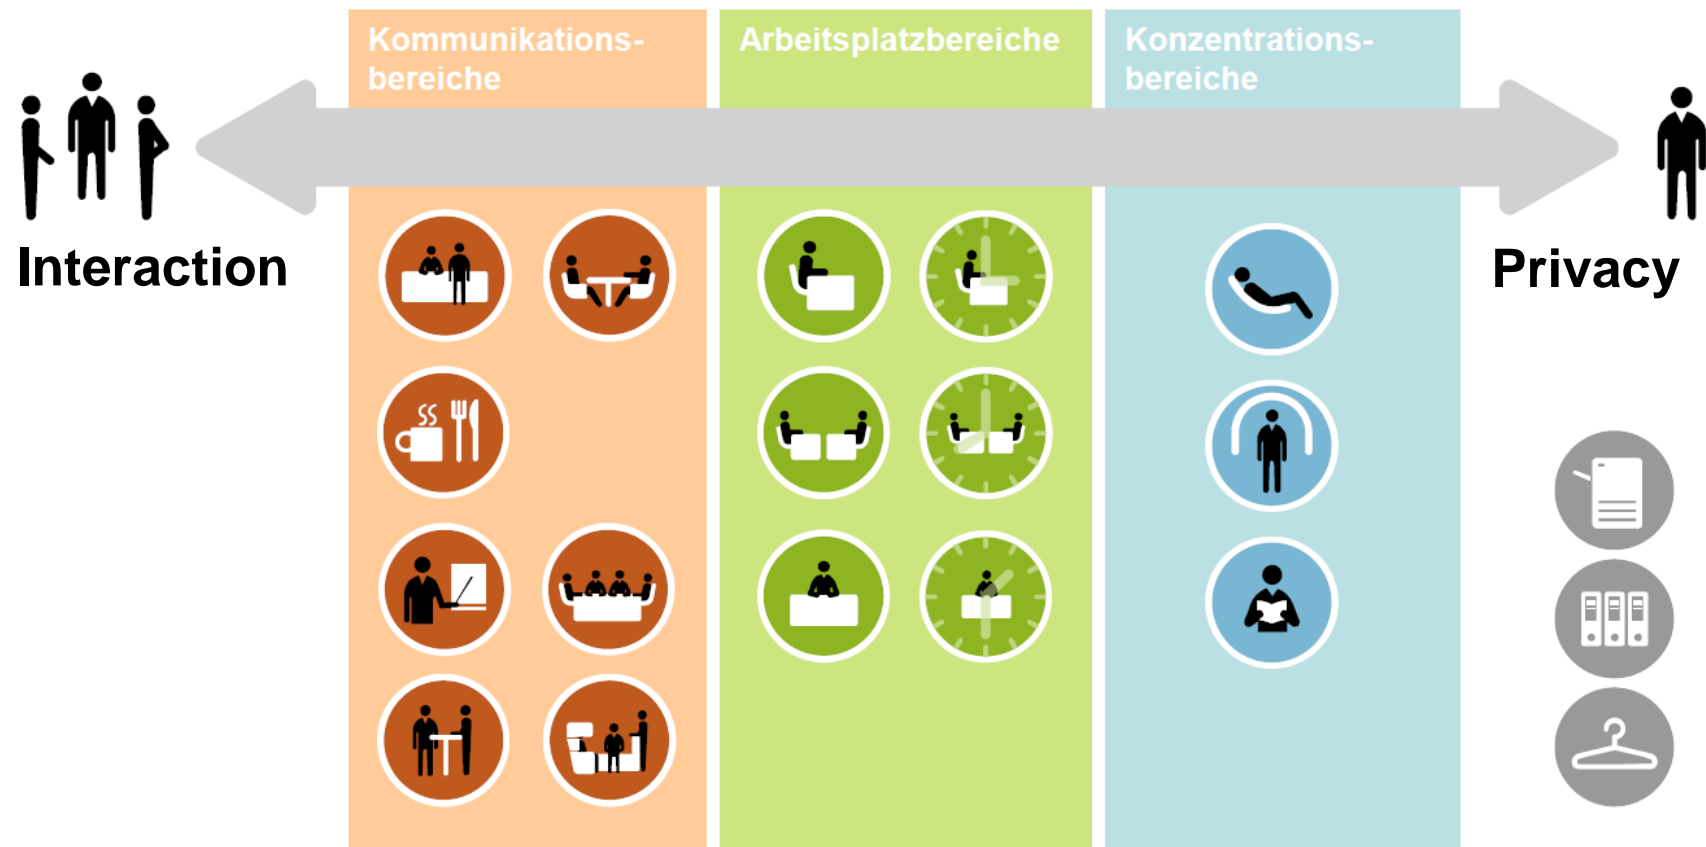 Kommunikations-
bereiche
Arbeitsplatzbereiche
Konzentrations-
bereiche
Interaction
Privacy